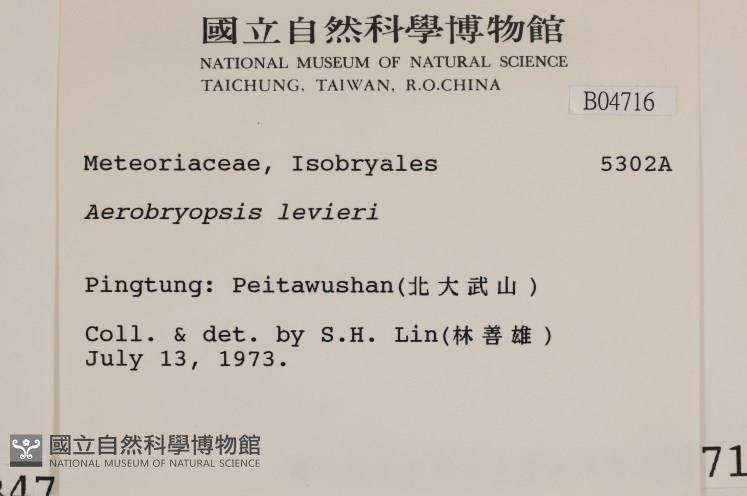 國立自然科學博物館
NATIONAL MUSEUM OF NATURAL SCIENCE
TAICHUNG, TAIWAN, R.O.CHINA
B04716
Meteoriaceae, Isobryales 5302A
Aerobryopsis levieri
Pingtung: Peitawushan(北大武山)
Coll. & det. by S.H. Lin(林善雄)
July 13, 1973.
國立自然科學博物館
NATIONAL MUSEUM OF NATURAL SCIENCE
47
71